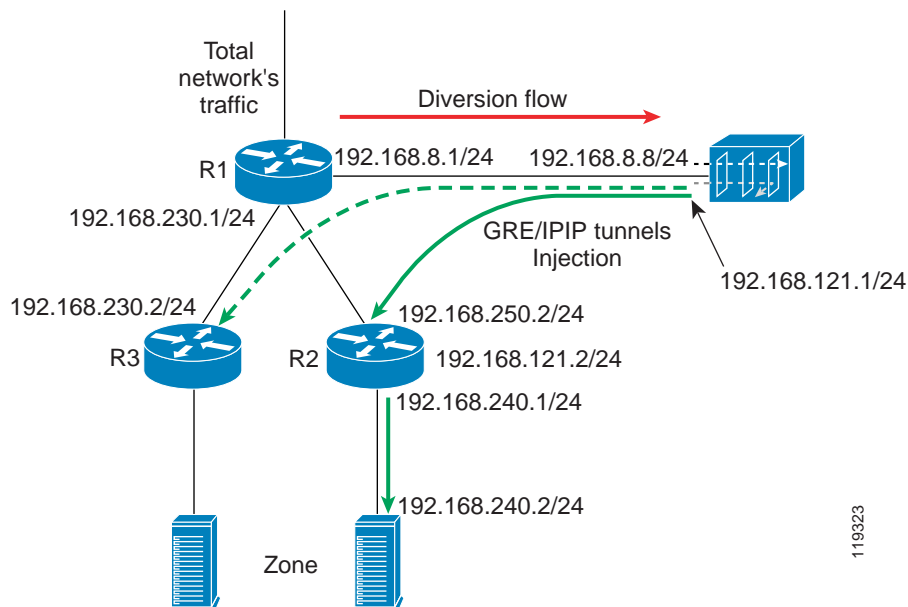 Total
network's
traffic
Diversion flow
R1
192.168.8.1/24
192.168.8.8/24
192.168.230.1/24
GRE/IPIP tunnels
Injection
192.168.121.1/24
192.168.230.2/24
192.168.250.2/24
R3
R2
192.168.121.2/24
192.168.240.1/24
192.168.240.2/24
Zone
119323